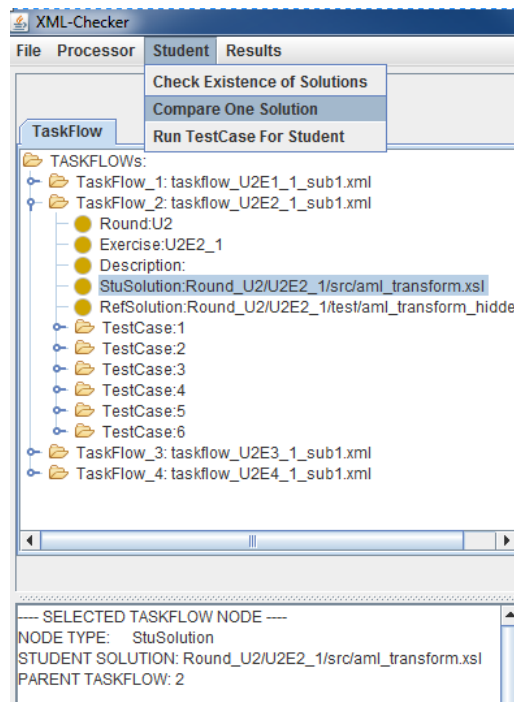 XML-Checker
File Processor Student Results
Check Existence of Solutions
Compare One Solution
Run TestCase For Student
TaskFlow
TASKFLOWs:
TaskFlow_1: taskflow_U2E1_1_sub1.xml
TaskFlow_2: taskflow_U2E2_1_sub1.xml
Round:U2
Exercise:U2E2_1
Description:
StuSolution:Round_U2/U2E2_1/src/aml_transform.xsl
RefSolution:Round_U2/U2E2_1/test/aml_transform_hidde
TestCase:1
TestCase:2
TestCase:3
TestCase:4
TestCase:5
TestCase:6
TaskFlow_3: taskflow_U2E3_1_sub1.xml
TaskFlow_4: taskflow_U2E4_1_sub1.xml
---- SELECTED TASKFLOW NODE ----
NODE TYPE: StuSolution
STUDENT SOLUTION: Round_U2/U2E2_1/src/aml_transform.xsl
PARENT TASKFLOW: 2